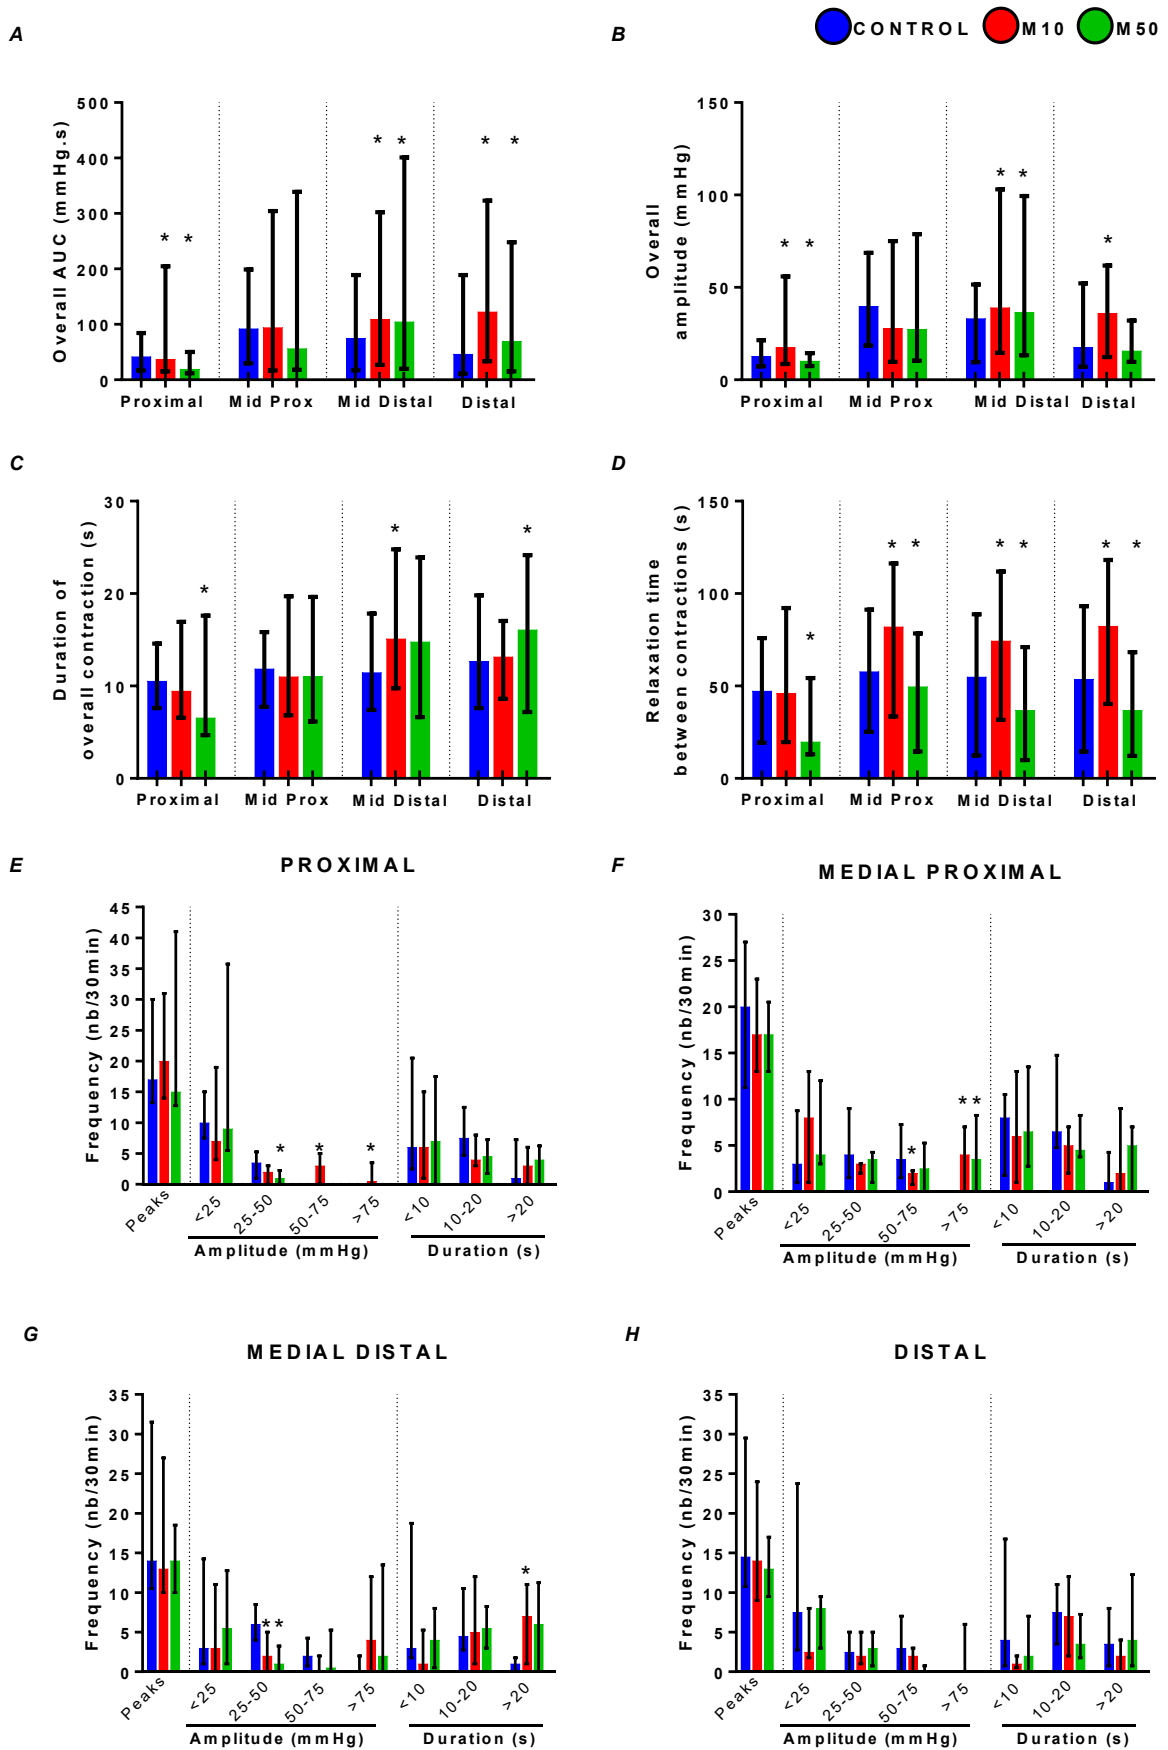 A
B
CONTROL M10 M50
Overall AUC (mmHg.s)
500
400
300
200
100
0
* * * * * *
Proximal Mid Prox Mid Distal Distal
Overall
amplitude (mmHg)
150
100
50
0
* * * * *
Proximal Mid Prox Mid Distal Distal
C
D
Duration of
overall contraction (s)
30
20
10
0
* * *
Proximal Mid Prox Mid Distal Distal
Relaxation time
between contractions (s)
150
100
50
0
* * * * * * *
Proximal Mid Prox Mid Distal Distal
E
PROXIMAL
Frequency (nb/30min)
45
40
35
30
25
20
15
10
5
0
* * *
Peaks <25 25-50 50-75 >75 <10 10-20 >20
Amplitude (mmHg) Duration (s)
F
MEDIAL PROXIMAL
Frequency (nb/30min)
30
25
20
15
10
5
0
* * *
Peaks <25 25-50 50-75 >75 <10 10-20 >20
Amplitude (mmHg) Duration (s)
G
MEDIAL DISTAL
Frequency (nb/30min)
35
30
25
20
15
10
5
0
* * *
Peaks <25 25-50 50-75 >75 <10 10-20 >20
Amplitude (mmHg) Duration (s)
H
DISTAL
Frequency (nb/30min)
35
30
25
20
15
10
5
0
Peaks <25 25-50 50-75 >75 <10 10-20 >20
Amplitude (mmHg) Duration (s)